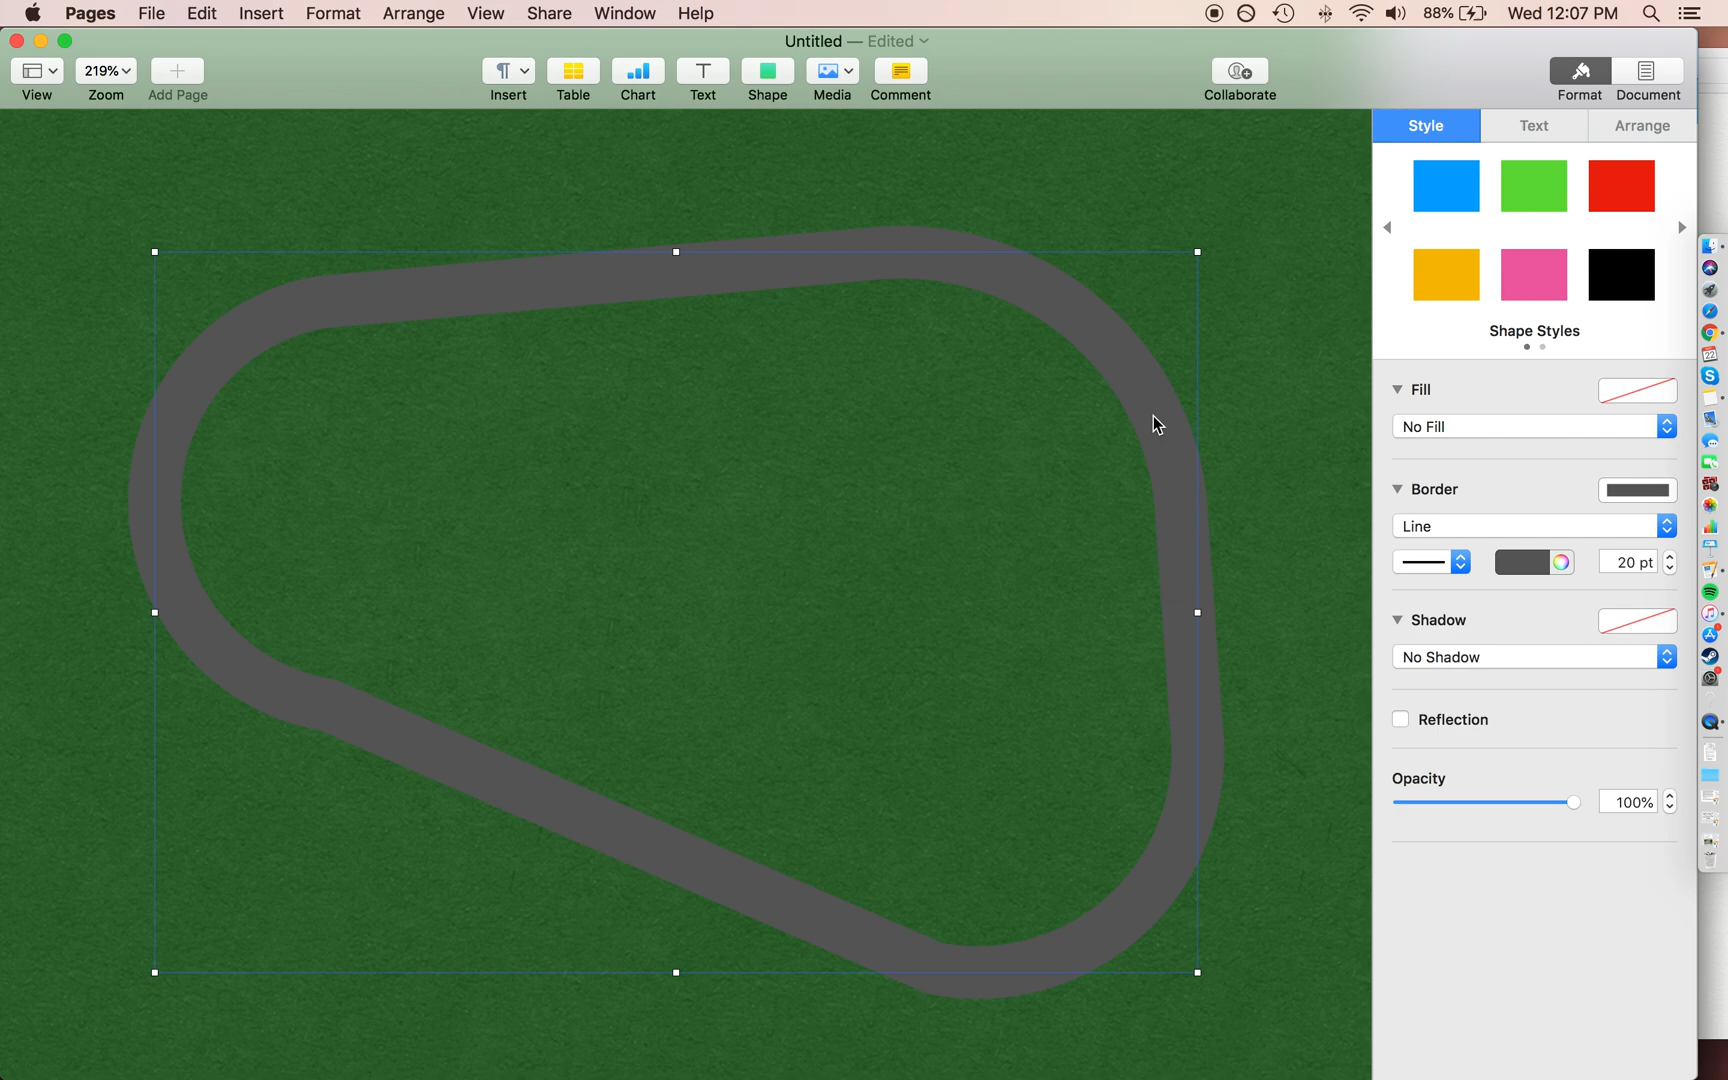 Pages File Edit Insert Format Arrange View Share Window Help 88% Wed 12:07 PM
Untitled — Edited
219%
View Zoom Add Page Insert Table Chart Text Shape Media Comment Collaborate Format Document
Style Text Arrange
Shape Styles
Fill
No Fill
Border
Line
20 pt
Shadow
No Shadow
Reflection
Opacity
100%
22